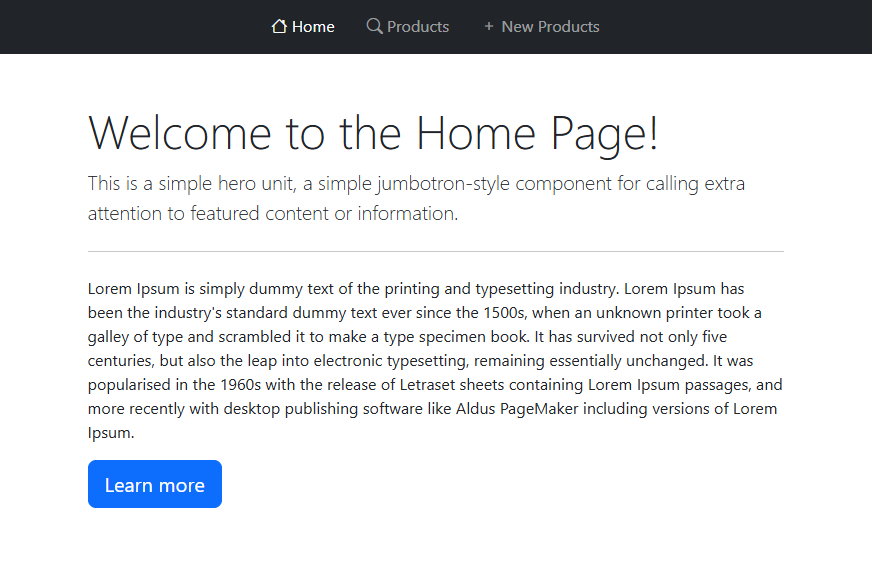 Home Products + New Products
Welcome to the Home Page!
This is a simple hero unit, a simple jumbotron-style component for calling extra
attention to featured content or information.
Lorem Ipsum is simply dummy text of the printing and typesetting industry. Lorem Ipsum has
been the industry's standard dummy text ever since the 1500s, when an unknown printer took a
galley of type and scrambled it to make a type specimen book. It has survived not only five
centuries, but also the leap into electronic typesetting, remaining essentially unchanged. It was
popularised in the 1960s with the release of Letraset sheets containing Lorem Ipsum passages, and
more recently with desktop publishing software like Aldus PageMaker including versions of Lorem
Ipsum.
Learn more